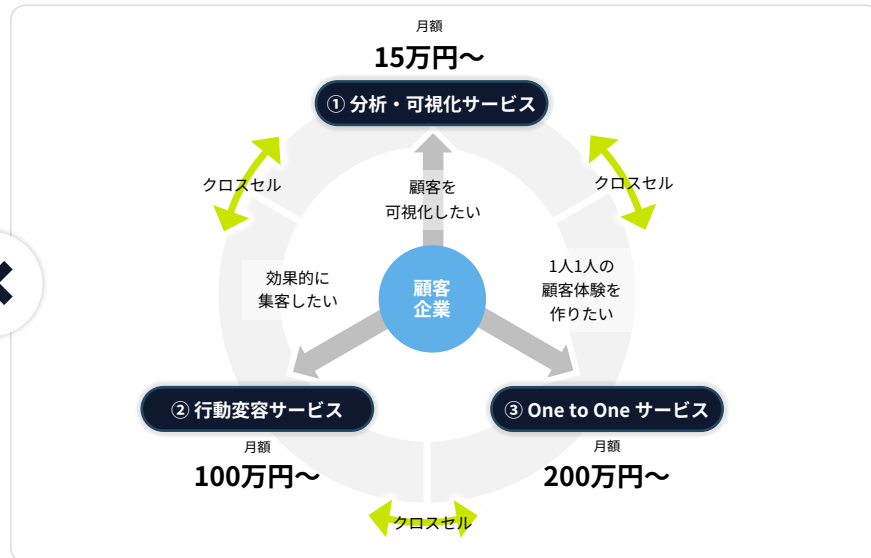 月額
15万円〜
① 分析・可視化サービス
クロスセル
クロスセル
顧客を
可視化したい
効果的に
集客したい
顧客
企業
1人1人の
顧客体験を
作りたい
② 行動変容サービス
月額
100万円〜
③ One to One サービス
月額
200万円〜
クロスセル